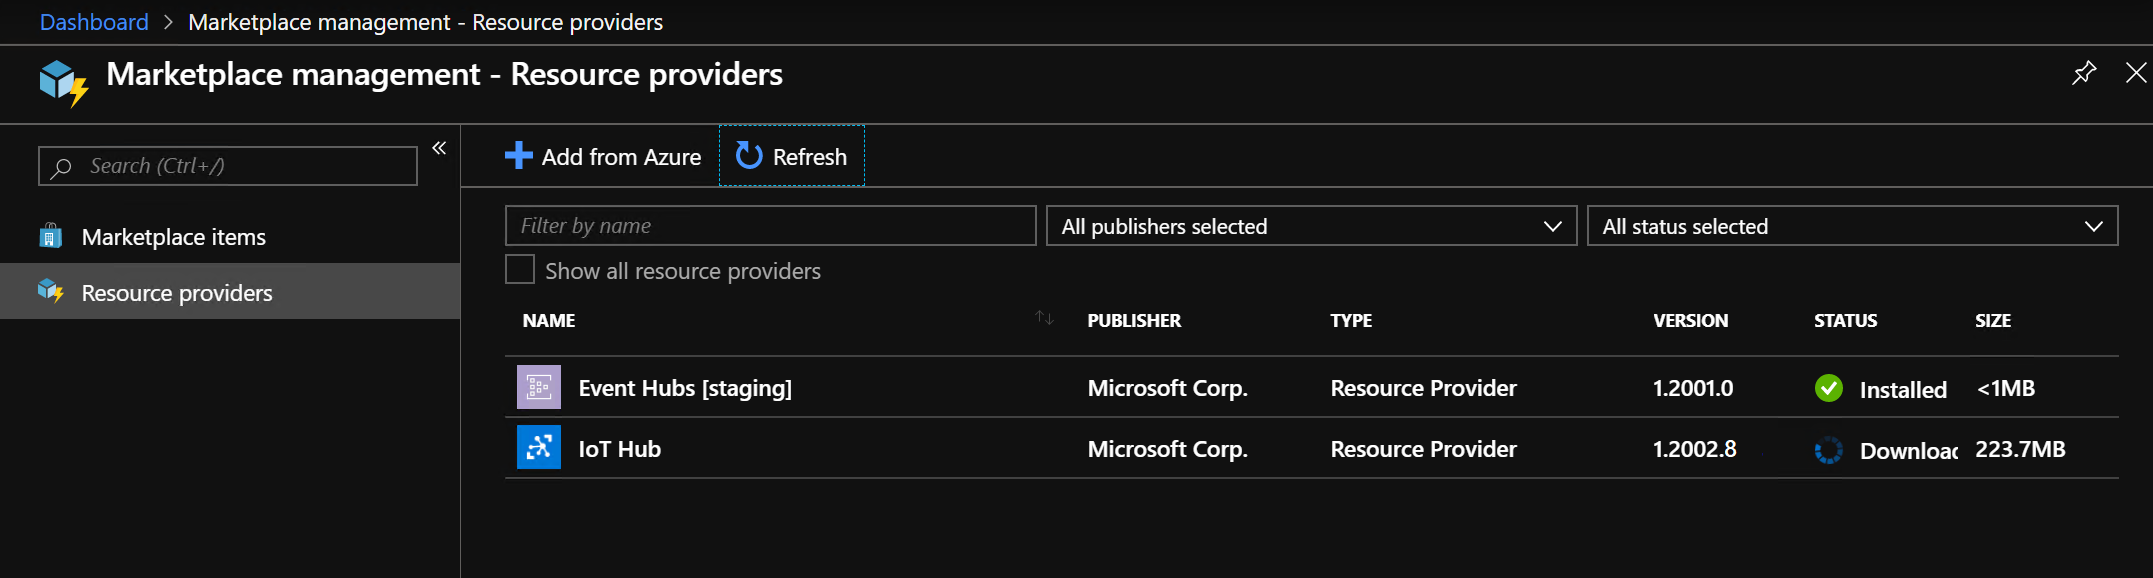 Dashboard > Marketplace management - Resource providers
Marketplace management - Resource providers
Search (Ctrl+/)
Marketplace items
Resource providers
Add from Azure Refresh
Filter by name All publishers selected All status selected
Show all resource providers
NAME PUBLISHER TYPE VERSION STATUS SIZE
Event Hubs [staging] Microsoft Corp. Resource Provider 1.2001.0 Installed <1MB
IoT Hub Microsoft Corp. Resource Provider 1.2002.8 Downloac 223.7MB